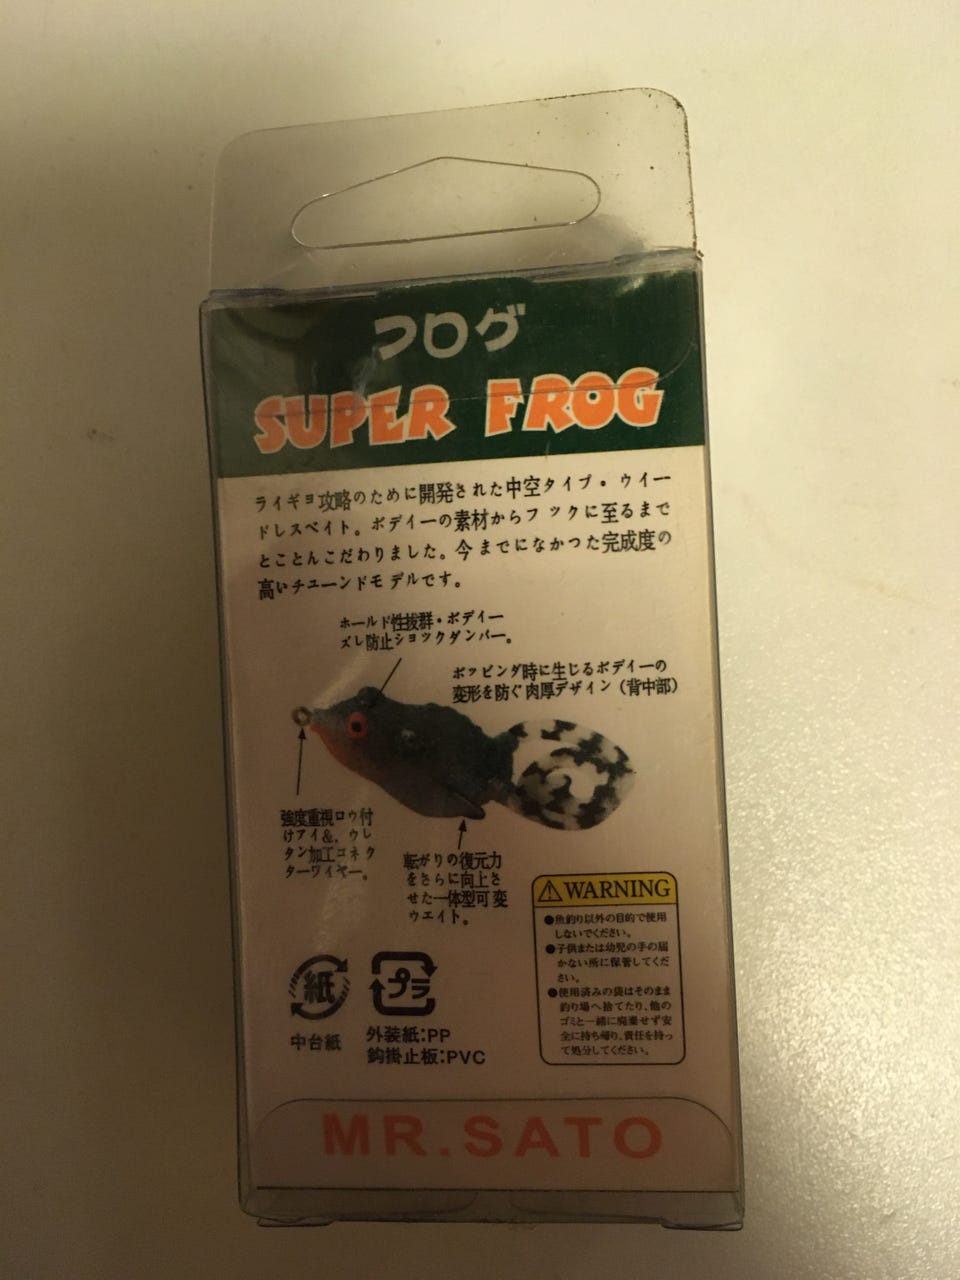 フログ
SUPER FROG
ライギョ攻略のために開発された中空タイプ・ウイー
ドレスベイト。ボデイーの素材からフックに至るまで
とことんこだわりました。今までになかつた完成度の
高いチユーンドモデルです。
ホールド性抜群・ボデイー
ズレ防止ショツクダンパー。
ポッピンダ時に生じるボデイーの
変形を防ぐ肉厚デザイン（背中部）
強度重視ロウ付
けアイ&、ウレ
タン加工コネク
ターワイヤー。
転がりの復元力
をさらに向上さ
せた一体型可変
ウエイト。
WARNING
●魚釣り以外の目的で使用
しないでください。
●子供または幼児の手の届
かない所に保管してくだ
さい。
●使用済みの袋はそのまま
釣り場へ捨てたり、他の
ゴミと一緒に廃棄せず安
全に持ち帰り、責任を持っ
て処分してください。
紙
プラ
中台紙
外装紙:PP
鈎掛止板:PVC
MR.SATO